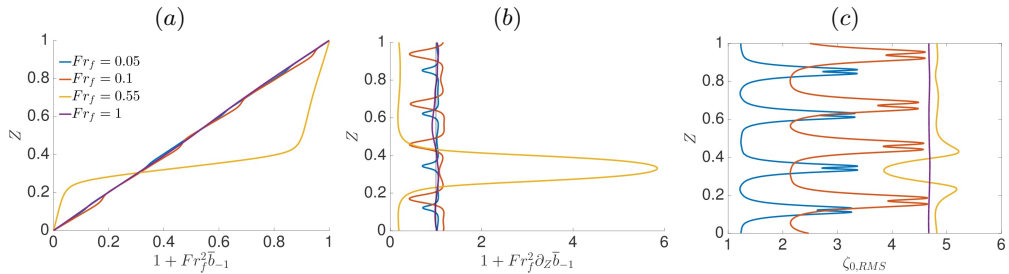 (a)
(b)
(c)
1
0.8
0.6
0.4
0.2
0
Z
Fr_f = 0.05
Fr_f = 0.1
Fr_f = 0.55
Fr_f = 1
0 0.2 0.4 0.6 0.8 1
1 + Fr_f^2 b̄_{-1}
1
0.8
0.6
0.4
0.2
0
Z
0 2 4 6
1 + Fr_f^2 ∂_Z b̄_{-1}
1
0.8
0.6
0.4
0.2
0
Z
1 2 3 4 5 6
ζ_{0,RMS}